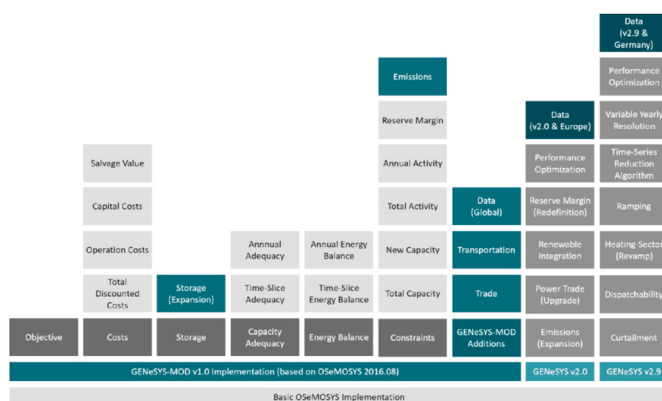 Data
(v2.9 &
Germany)
Emissions
Performance
Optimization
Reserve Margin
Data
(v2.0 & Europe)
Variable Yearly
Resolution
Salvage Value
Annual Activity
Performance
Optimization
Time-Series
Reduction
Algorithm
Capital Costs
Total Activity
Data
(Global)
Reserve Margin
(Redefinition)
Ramping
Operation Costs
Annnual
Adequacy
Annual Energy
Balance
New Capacity
Transportation
Renewable
Integration
Heating-Sector
(Revamp)
Total
Discounted
Costs
Storage
(Expansion)
Time-Slice
Adequacy
Time-Slice
Energy Balance
Total Capacity
Trade
Power Trade
(Upgrade)
Dispatchability
Objective
Costs
Storage
Capacity
Adequacy
Energy Balance
Constraints
GENeSYS-MOD
Additions
Emissions
(Expansion)
Curtailment
GENeSYS-MOD v1.0 Implementation (based on OSeMOSYS 2016.08)
GENeSYS v2.0
GENeSYS v2.9
Basic OSeMOSYS Implementation